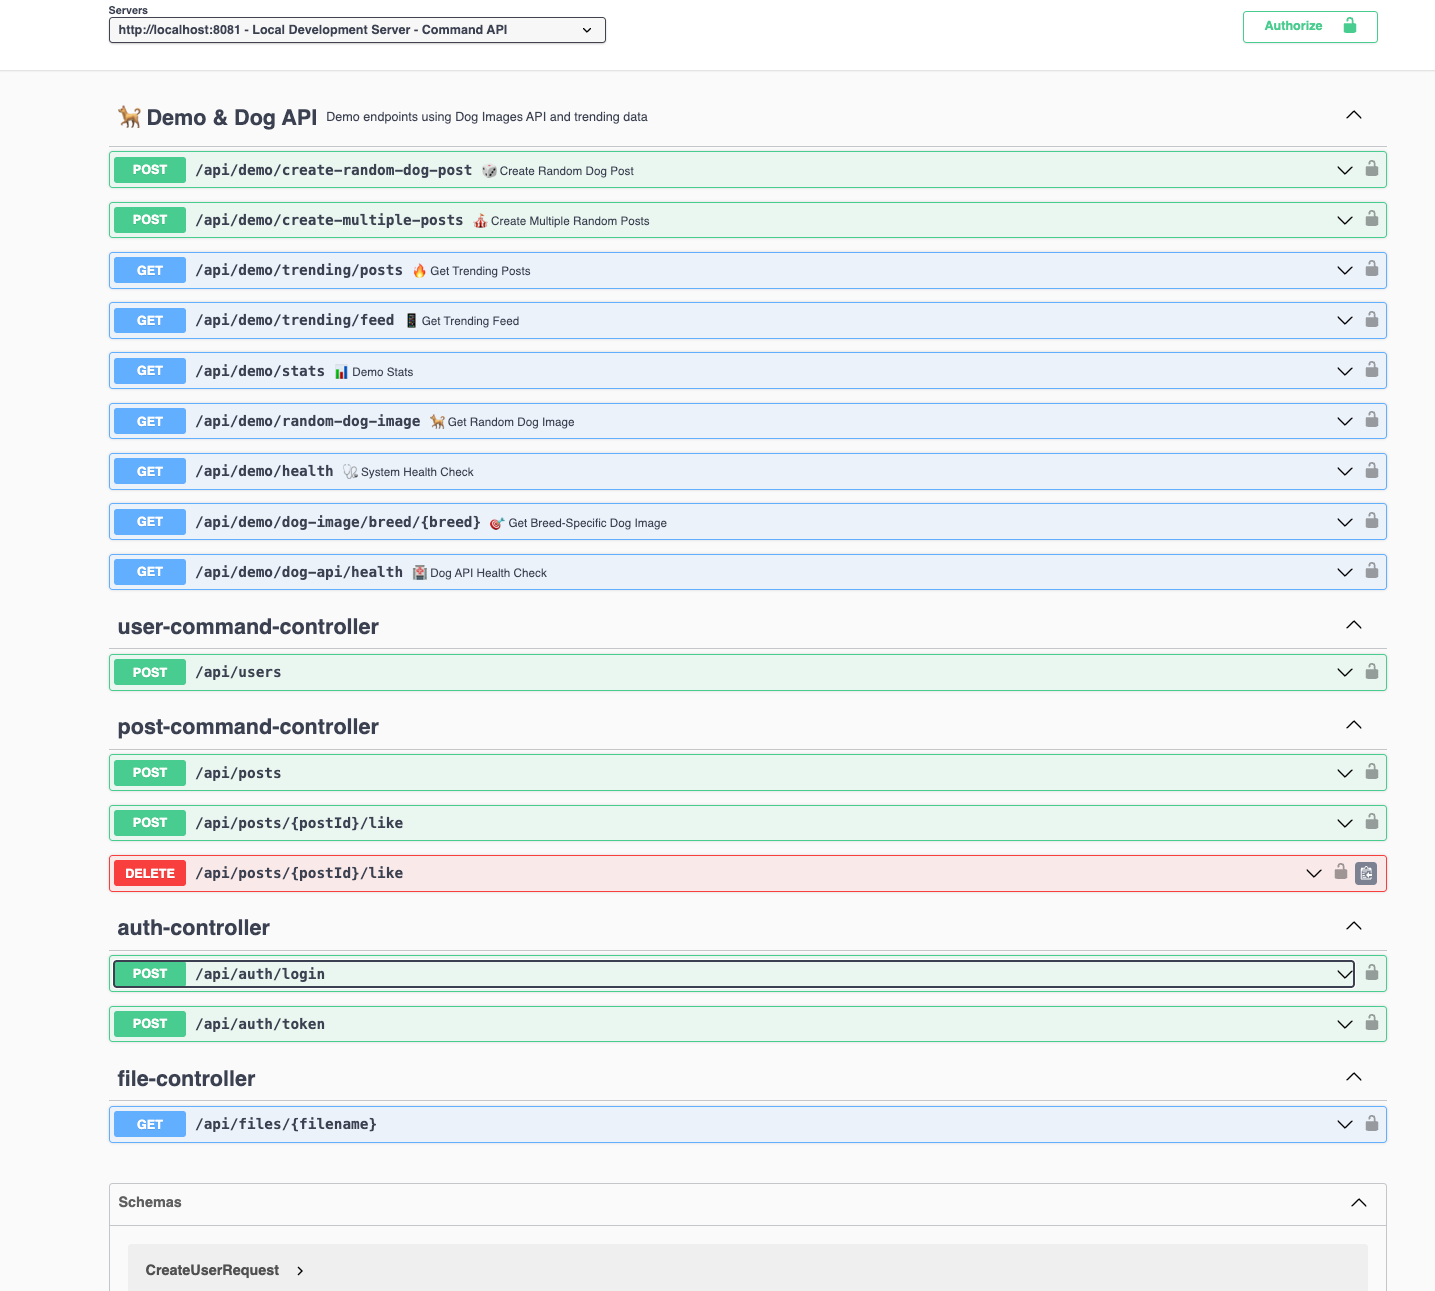 Servers
http://localhost:8081 - Local Development Server - Command API
Authorize
Demo & Dog API Demo endpoints using Dog Images API and trending data
POST /api/demo/create-random-dog-post Create Random Dog Post
POST /api/demo/create-multiple-posts Create Multiple Random Posts
GET /api/demo/trending/posts Get Trending Posts
GET /api/demo/trending/feed Get Trending Feed
GET /api/demo/stats Demo Stats
GET /api/demo/random-dog-image Get Random Dog Image
GET /api/demo/health System Health Check
GET /api/demo/dog-image/breed/{breed} Get Breed-Specific Dog Image
GET /api/demo/dog-api/health Dog API Health Check
user-command-controller
POST /api/users
post-command-controller
POST /api/posts
POST /api/posts/{postId}/like
DELETE /api/posts/{postId}/like
auth-controller
POST /api/auth/login
POST /api/auth/token
file-controller
GET /api/files/{filename}
Schemas
CreateUserRequest